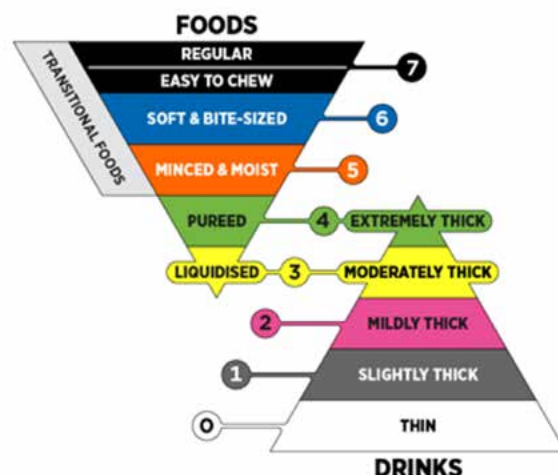 FOODS
TRANSITIONAL FOODS
REGULAR
EASY TO CHEW
7
SOFT & BITE-SIZED
6
MINCED & MOIST
5
PUREED
4
EXTREMELY THICK
LIQUIDISED
3
MODERATELY THICK
2
MILDLY THICK
1
SLIGHTLY THICK
0
THIN
DRINKS